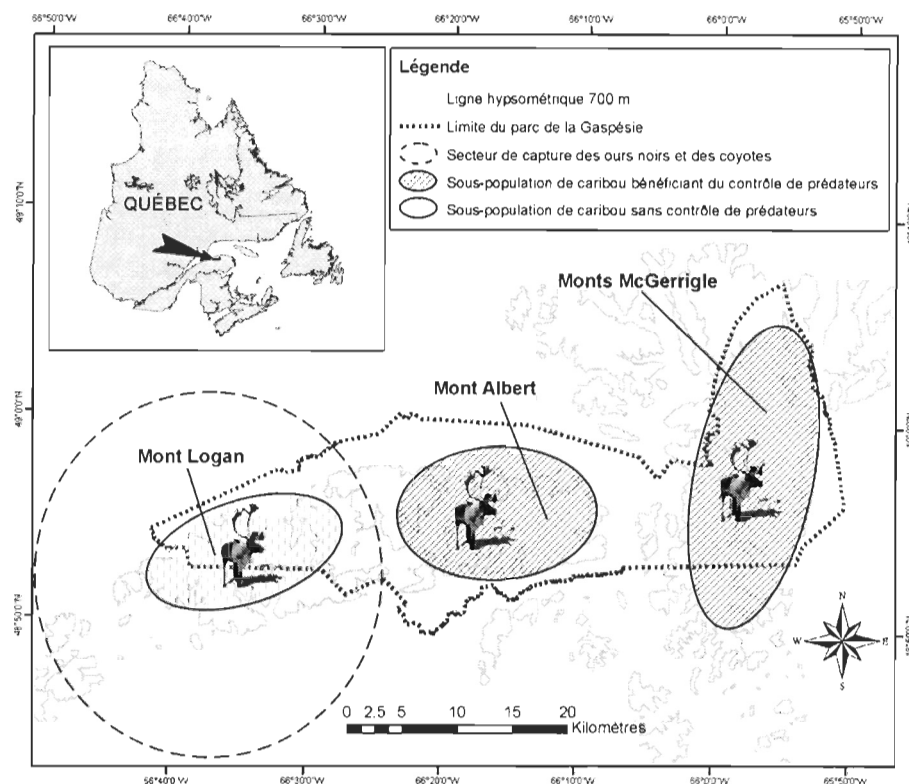 66°50'0"W 66°40'0"W 66°30'0"W 66°20'0"W 66°10'0"W 66°0'0"W 65°50'0"W
Légende
Ligne hypsométrique 700 m
Limite du parc de la Gaspésie
Secteur de capture des ours noirs et des coyotes
Sous-population de caribou bénéficiant du contrôle de prédateurs
Sous-population de caribou sans contrôle de prédateurs
QUÉBEC
49°10'0"N
Monts McGerrigle
Mont Albert
49°0'0"N
Mont Logan
48°50'0"N
N
W E
S
0 2.5 5 10 15 20
Kilomètres
66°40'0"W 66°30'0"W 66°20'0"W 66°10'0"W 66°0'0"W 65°50'0"W